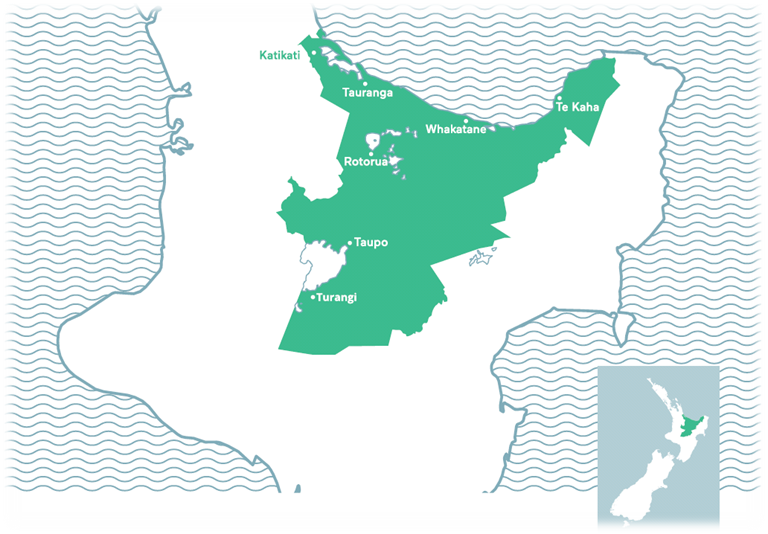 Katikati
Tauranga
Te Kaha
Whakatane
Rotorua
Taupo
Turangi